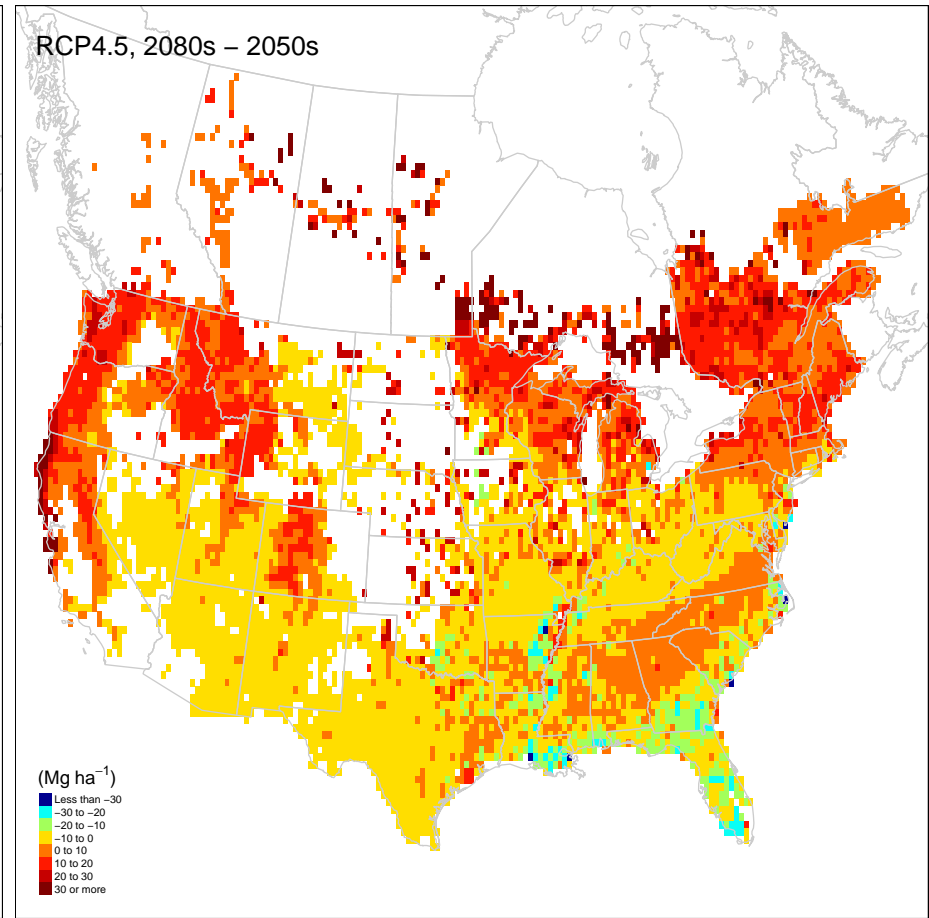 RCP4.5, 2080s − 2050s
(Mg ha⁻¹)
Less than −30
−30 to −20
−20 to −10
−10 to 0
0 to 10
10 to 20
20 to 30
30 or more